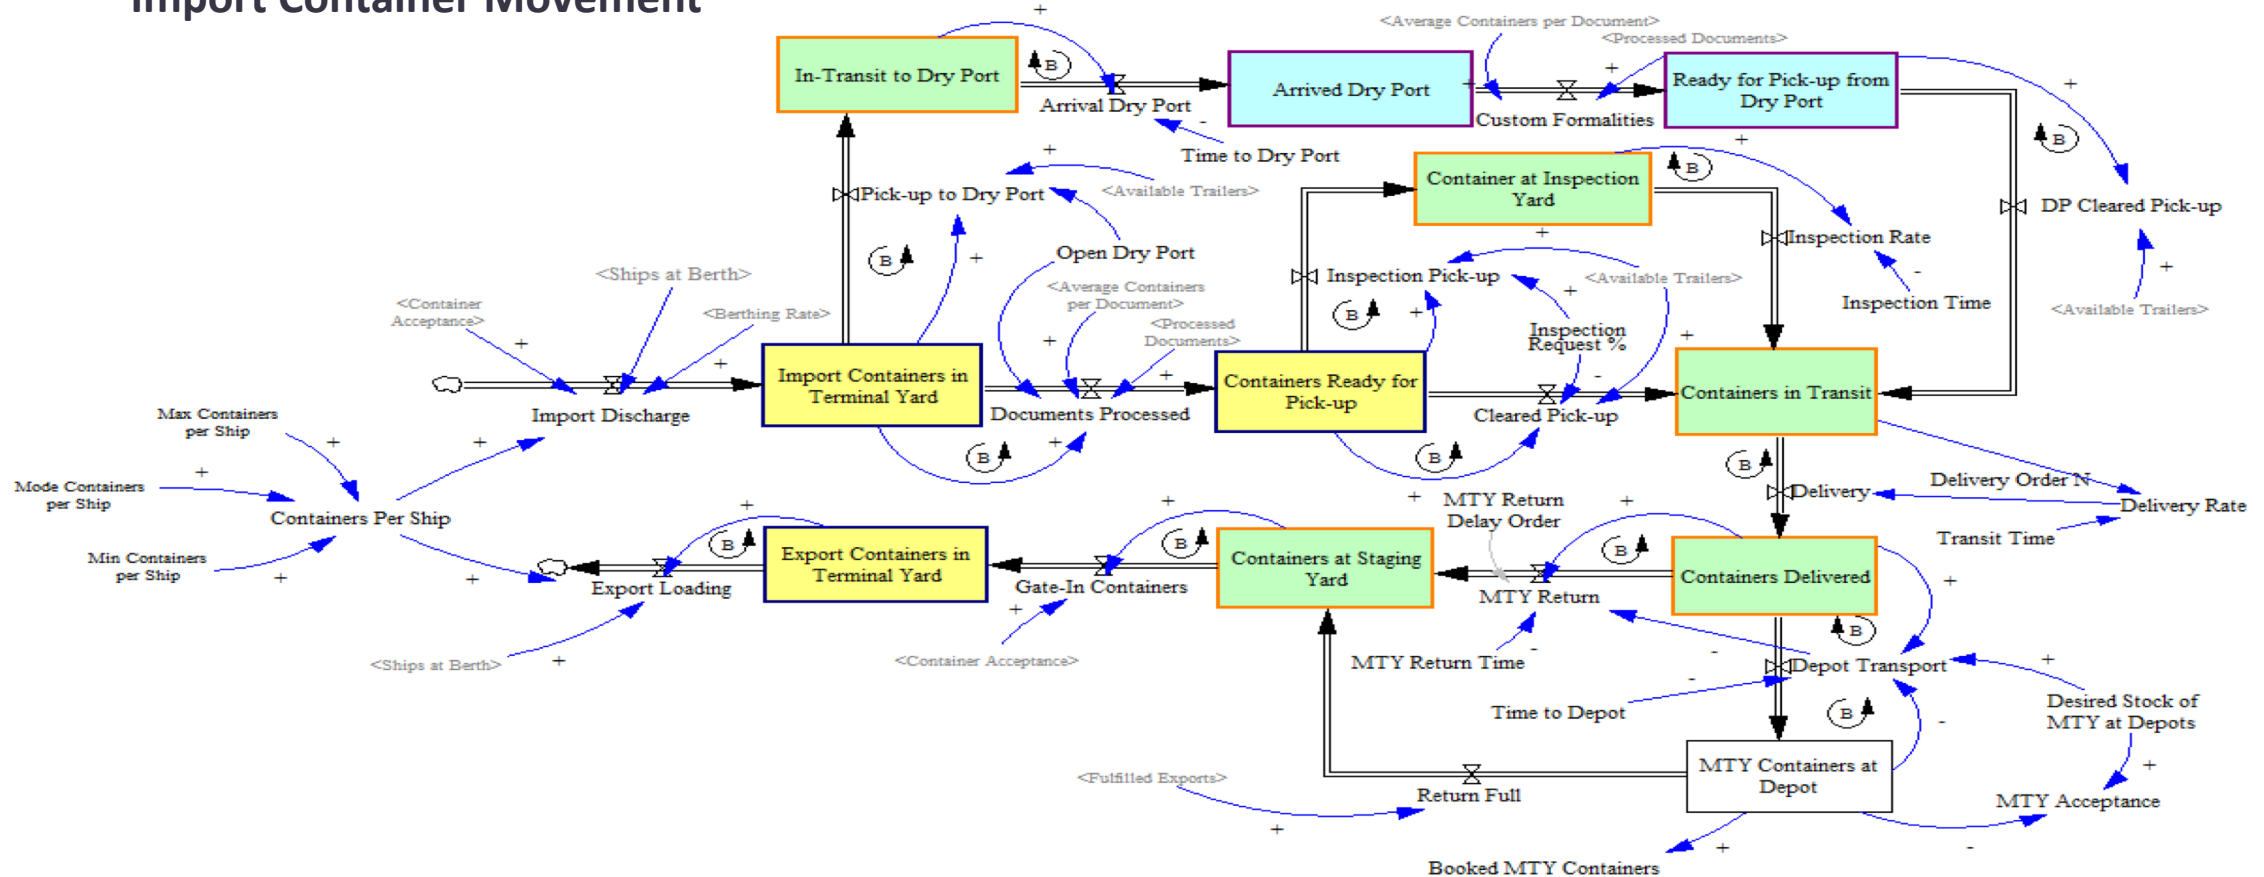 Import Container Movement
+
<Average Containers per Document>
<Processed Documents>
In-Transit to Dry Port
B
Arrival Dry Port
-
Time to Dry Port
+
Arrived Dry Port
+
Custom Formalities
Ready for Pick-up from
Dry Port
+
B
DP Cleared Pick-up
+
<Available Trailers>
+
Pick-up to Dry Port
<Available Trailers>
B
+
Open Dry Port
Container at Inspection
Yard
B
+
Inspection Rate
-
Inspection Time
+
Inspection Pick-up
<Available Trailers>
B
+
+
Inspection
Request %
+
-
<Ships at Berth>
<Container
Acceptance>
<Berthing Rate>
+
+
+
Import Discharge
<Average Containers
per Document>
<Processed
Documents>
+
+
Import Containers in
Terminal Yard
Documents Processed
B
+
Containers Ready for
Pick-up
Cleared Pick-up
B
+
Containers in Transit
B
Delivery
Delivery Order N
Delivery Rate
Transit Time
Max Containers
per Ship
+
+
Mode Containers
per Ship
+
Containers Per Ship
Min Containers
per Ship
+
+
+
B
Export Containers in
Terminal Yard
Export Loading
<Ships at Berth>
+
+
B
Gate-In Containers
+
<Container Acceptance>
Containers at Staging
Yard
+
MTY Return
Delay Order
+
B
MTY Return
-
MTY Return Time
Containers Delivered
+
B
-
Depot Transport
+
-
Time to Depot
B
-
Desired Stock of
MTY at Depots
+
MTY Containers at
Depot
MTY Acceptance
-
<Fulfilled Exports>
+
Return Full
+
Booked MTY Containers